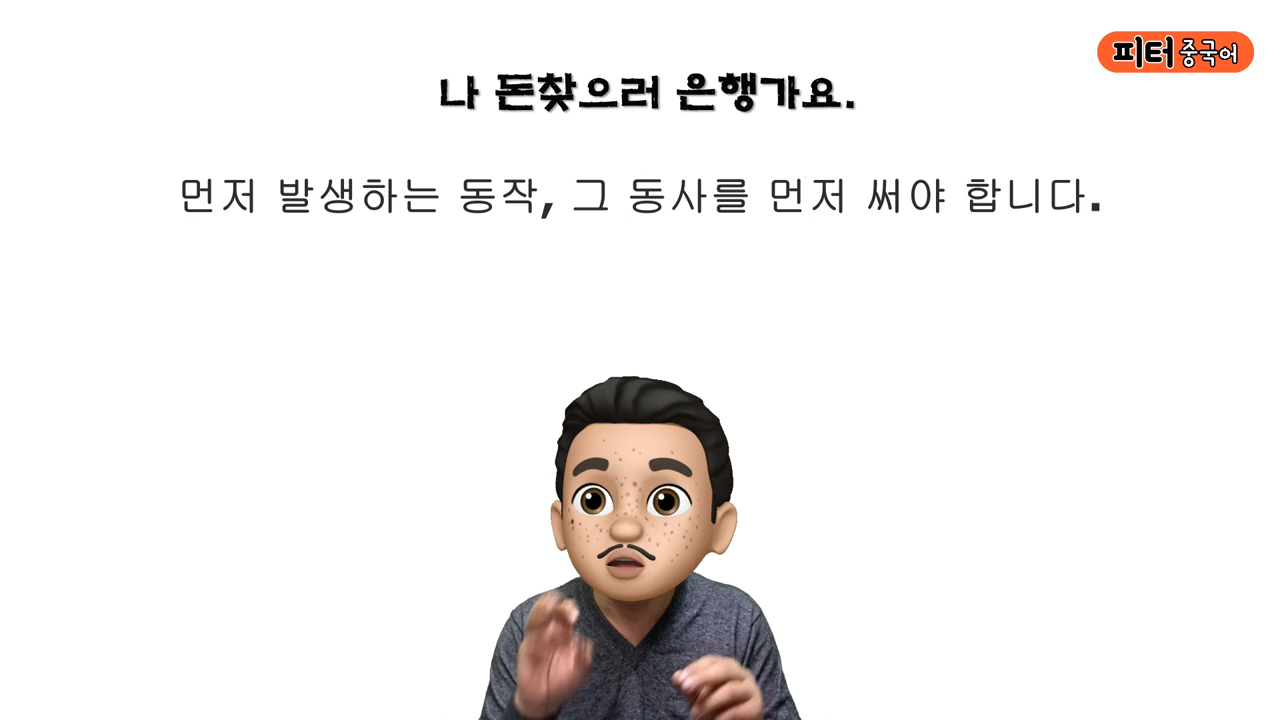 피터 중국어
나 돈찾으러 은행가요.
먼저 발생하는 동작, 그 동사를 먼저 써야 합니다.